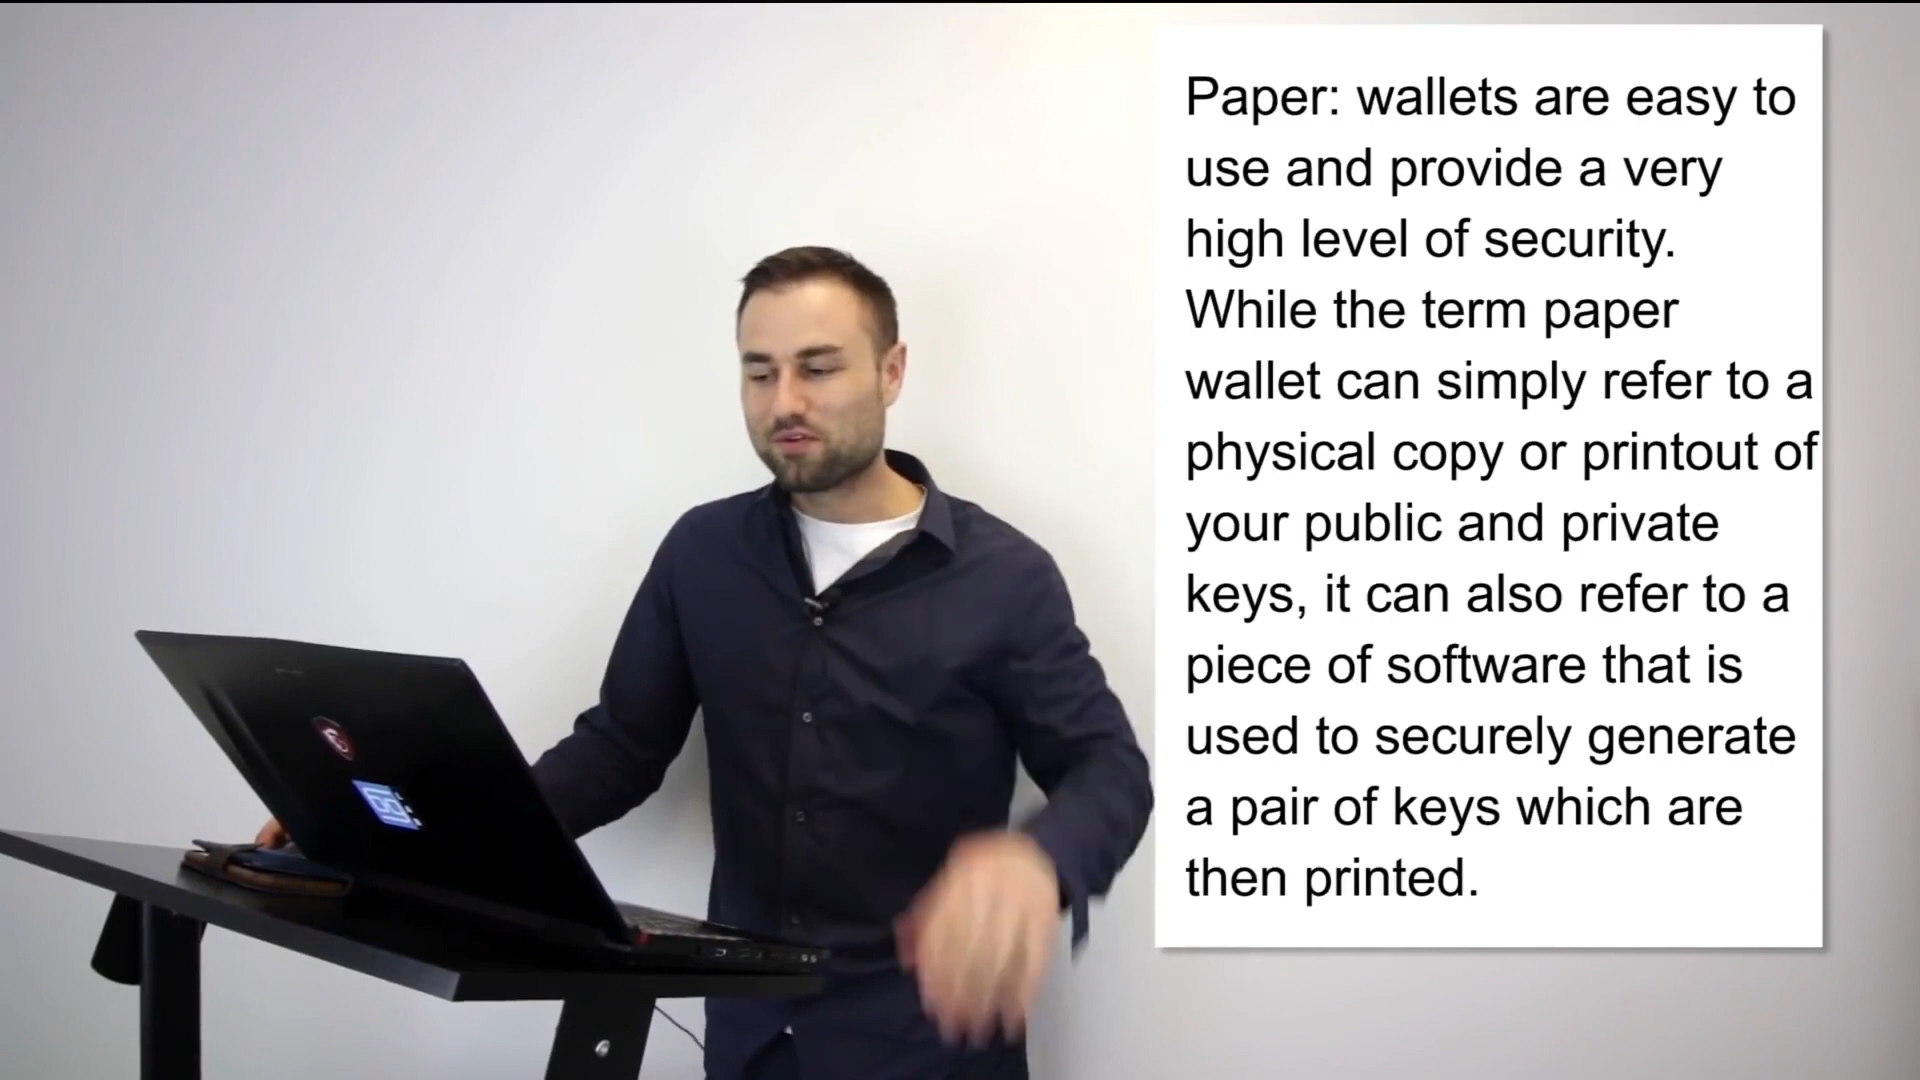 Paper: wallets are easy to
use and provide a very
high level of security.
While the term paper
wallet can simply refer to a
physical copy or printout of
your public and private
keys, it can also refer to a
piece of software that is
used to securely generate
a pair of keys which are
then printed.